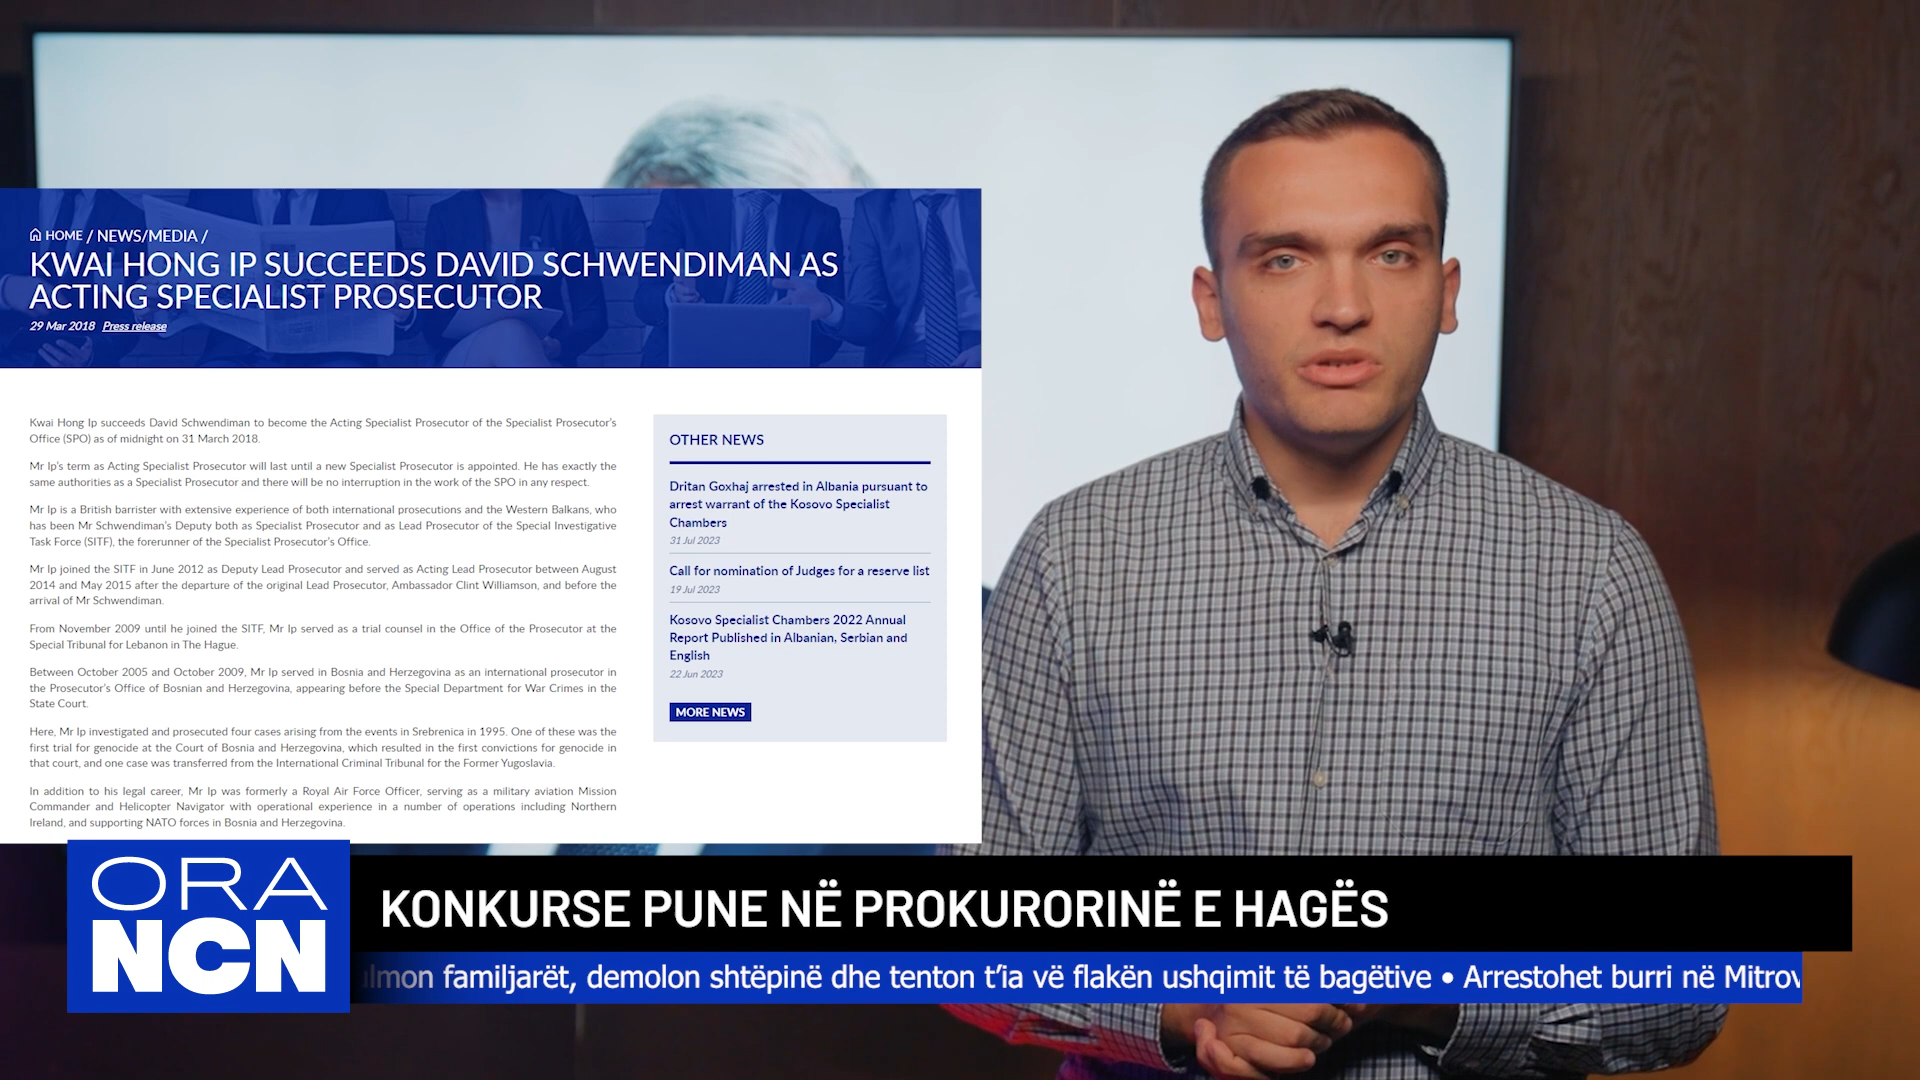 HOME / NEWS/MEDIA /
KWAI HONG IP SUCCEEDS DAVID SCHWENDIMAN AS
ACTING SPECIALIST PROSECUTOR
29 Mar 2018 Press release
Kwai Hong Ip succeeds David Schwendiman to become the Acting Specialist Prosecutor of the Specialist Prosecutor's
Office (SPO) as of midnight on 31 March 2018.
Mr Ip's term as Acting Specialist Prosecutor will last until a new Specialist Prosecutor is appointed. He has exactly the
same authorities as a Specialist Prosecutor and there will be no interruption in the work of the SPO in any respect.
Mr Ip is a British barrister with extensive experience of both international prosecutions and the Western Balkans, who
has been Mr Schwendiman's Deputy both as Specialist Prosecutor and as Lead Prosecutor of the Special Investigative
Task Force (SITF), the forerunner of the Specialist Prosecutor's Office.
Mr Ip joined the SITF in June 2012 as Deputy Lead Prosecutor and served as Acting Lead Prosecutor between August
2014 and May 2015 after the departure of the original Lead Prosecutor, Ambassador Clint Williamson, and before the
arrival of Mr Schwendiman.
From November 2009 until he joined the SITF, Mr Ip served as a trial counsel in the Office of the Prosecutor at the
Special Tribunal for Lebanon in The Hague.
Between October 2005 and October 2009, Mr Ip served in Bosnia and Herzegovina as an international prosecutor in
the Prosecutor's Office of Bosnian and Herzegovina, appearing before the Special Department for War Crimes in the
State Court.
Here, Mr Ip investigated and prosecuted four cases arising from the events in Srebrenica in 1995. One of these was the
first trial for genocide at the Court of Bosnia and Herzegovina, which resulted in the first convictions for genocide in
that court, and one case was transferred from the International Criminal Tribunal for the Former Yugoslavia.
In addition to his legal career, Mr Ip was formerly a Royal Air Force Officer, serving as a military aviation Mission
Commander and Helicopter Navigator with operational experience in a number of operations including Northern
Ireland, and supporting NATO forces in Bosnia and Herzegovina.
OTHER NEWS
Dritan Goxhaj arrested in Albania pursuant to
arrest warrant of the Kosovo Specialist
Chambers
31 Jul 2023
Call for nomination of Judges for a reserve list
19 Jul 2023
Kosovo Specialist Chambers 2022 Annual
Report Published in Albanian, Serbian and
English
22 Jun 2023
MORE NEWS
ORA
NCN
KONKURSE PUNE NË PROKURORINË E HAGËS
familjarët, demolon shtëpinë dhe tenton t'ia vë flakën ushqimit të bagëtive • Arrestohet burri në